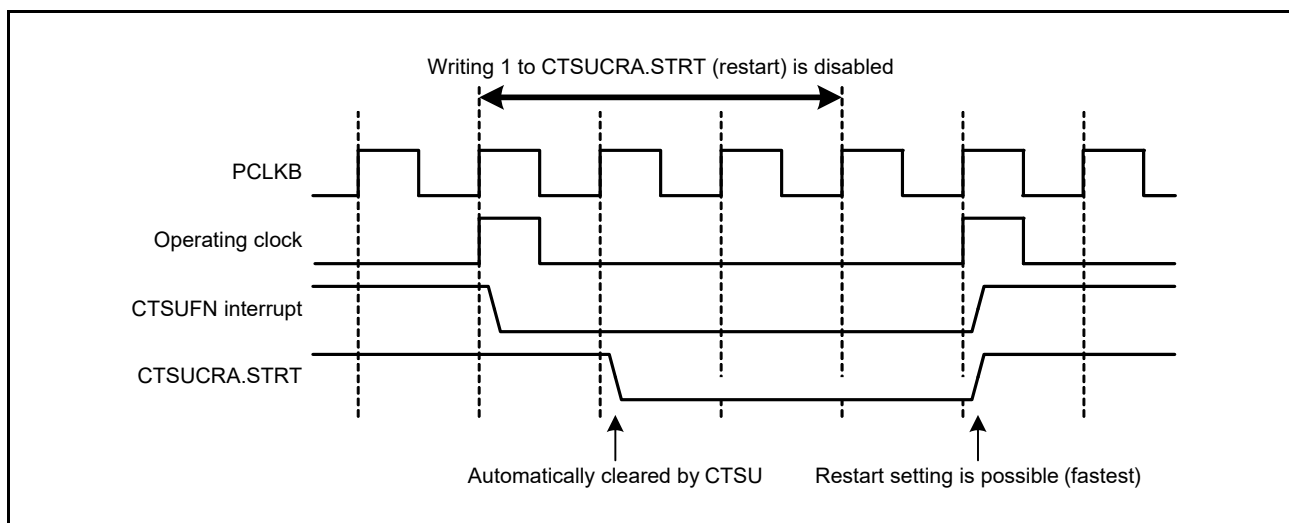 Writing 1 to CTSUCRA.STRT (restart) is disabled
PCLKB
Operating clock
CTSUFN interrupt
CTSUCRA.STRT
Automatically cleared by CTSU
Restart setting is possible (fastest)